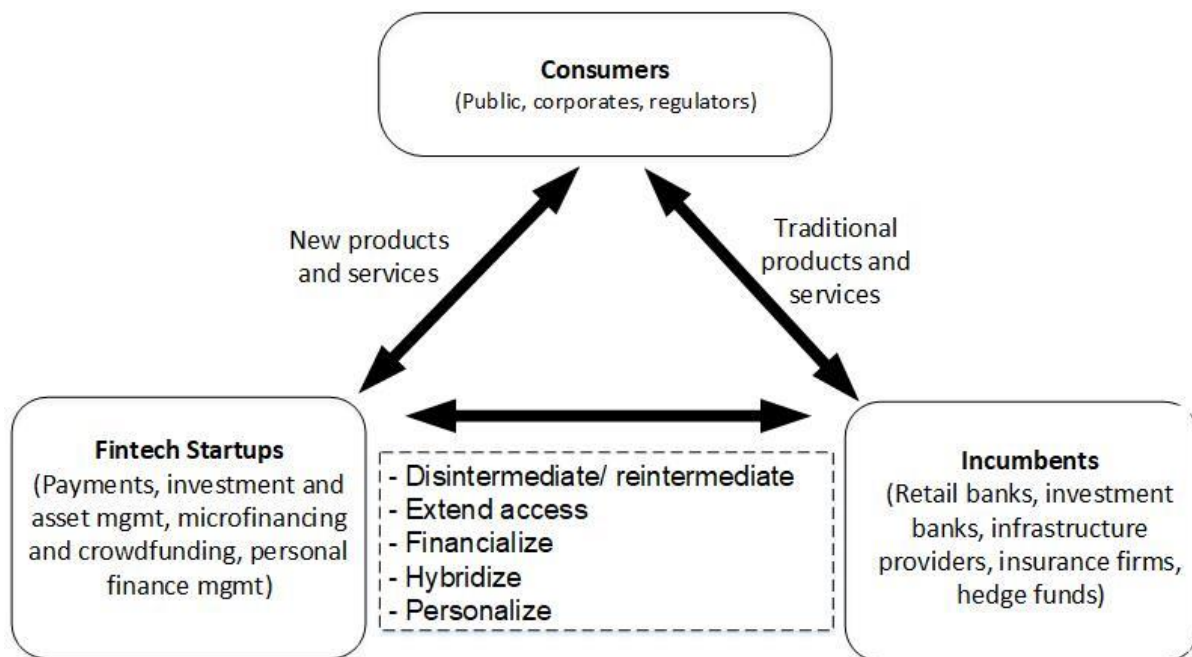 Consumers
(Public, corporates, regulators)
New products
and services
Traditional
products and
services
Fintech Startups
(Payments, investment and
asset mgmt, microfinancing
and crowdfunding, personal
finance mgmt)
- Disintermediate/ reintermediate
- Extend access
- Financialize
- Hybridize
- Personalize
Incumbents
(Retail banks, investment
banks, infrastructure
providers, insurance firms,
hedge funds)